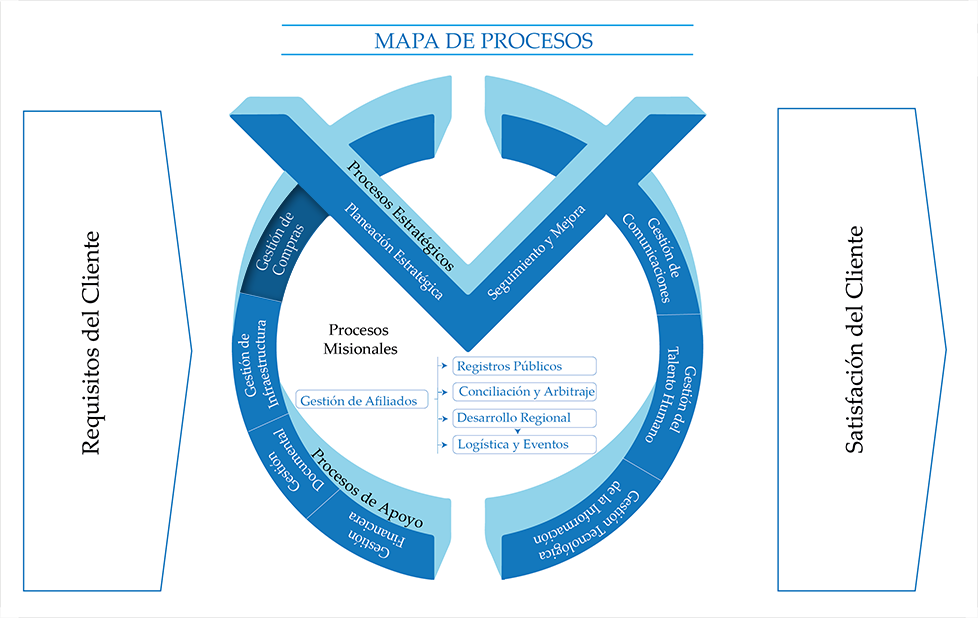 MAPA DE PROCESOS
Requisitos del Cliente
Procesos Estratégicos
Planeación Estratégica
Seguimiento y Mejora
Gestión de
Compras
Gestión de
Infraestructura
Gestión
Documental
Gestión
Financiera
Procesos de Apoyo
Procesos
Misionales
Gestión de Afiliados
Registros Públicos
Conciliación y Arbitraje
Desarrollo Regional
Logística y Eventos
Gestión de
Comunicaciones
Gestión del
Talento Humano
Gestión Tecnológica
de la Información
Satisfación del Cliente